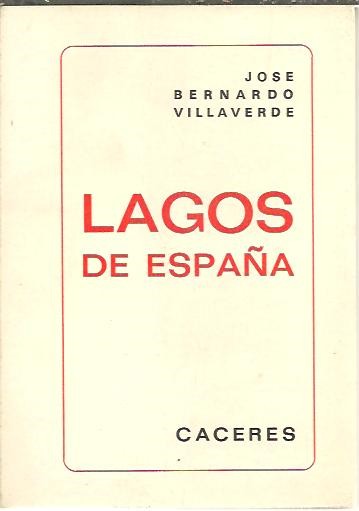 JOSE
BERNARDO
VILLAVERDE
LAGOS
DE ESPAÑA
CACERES